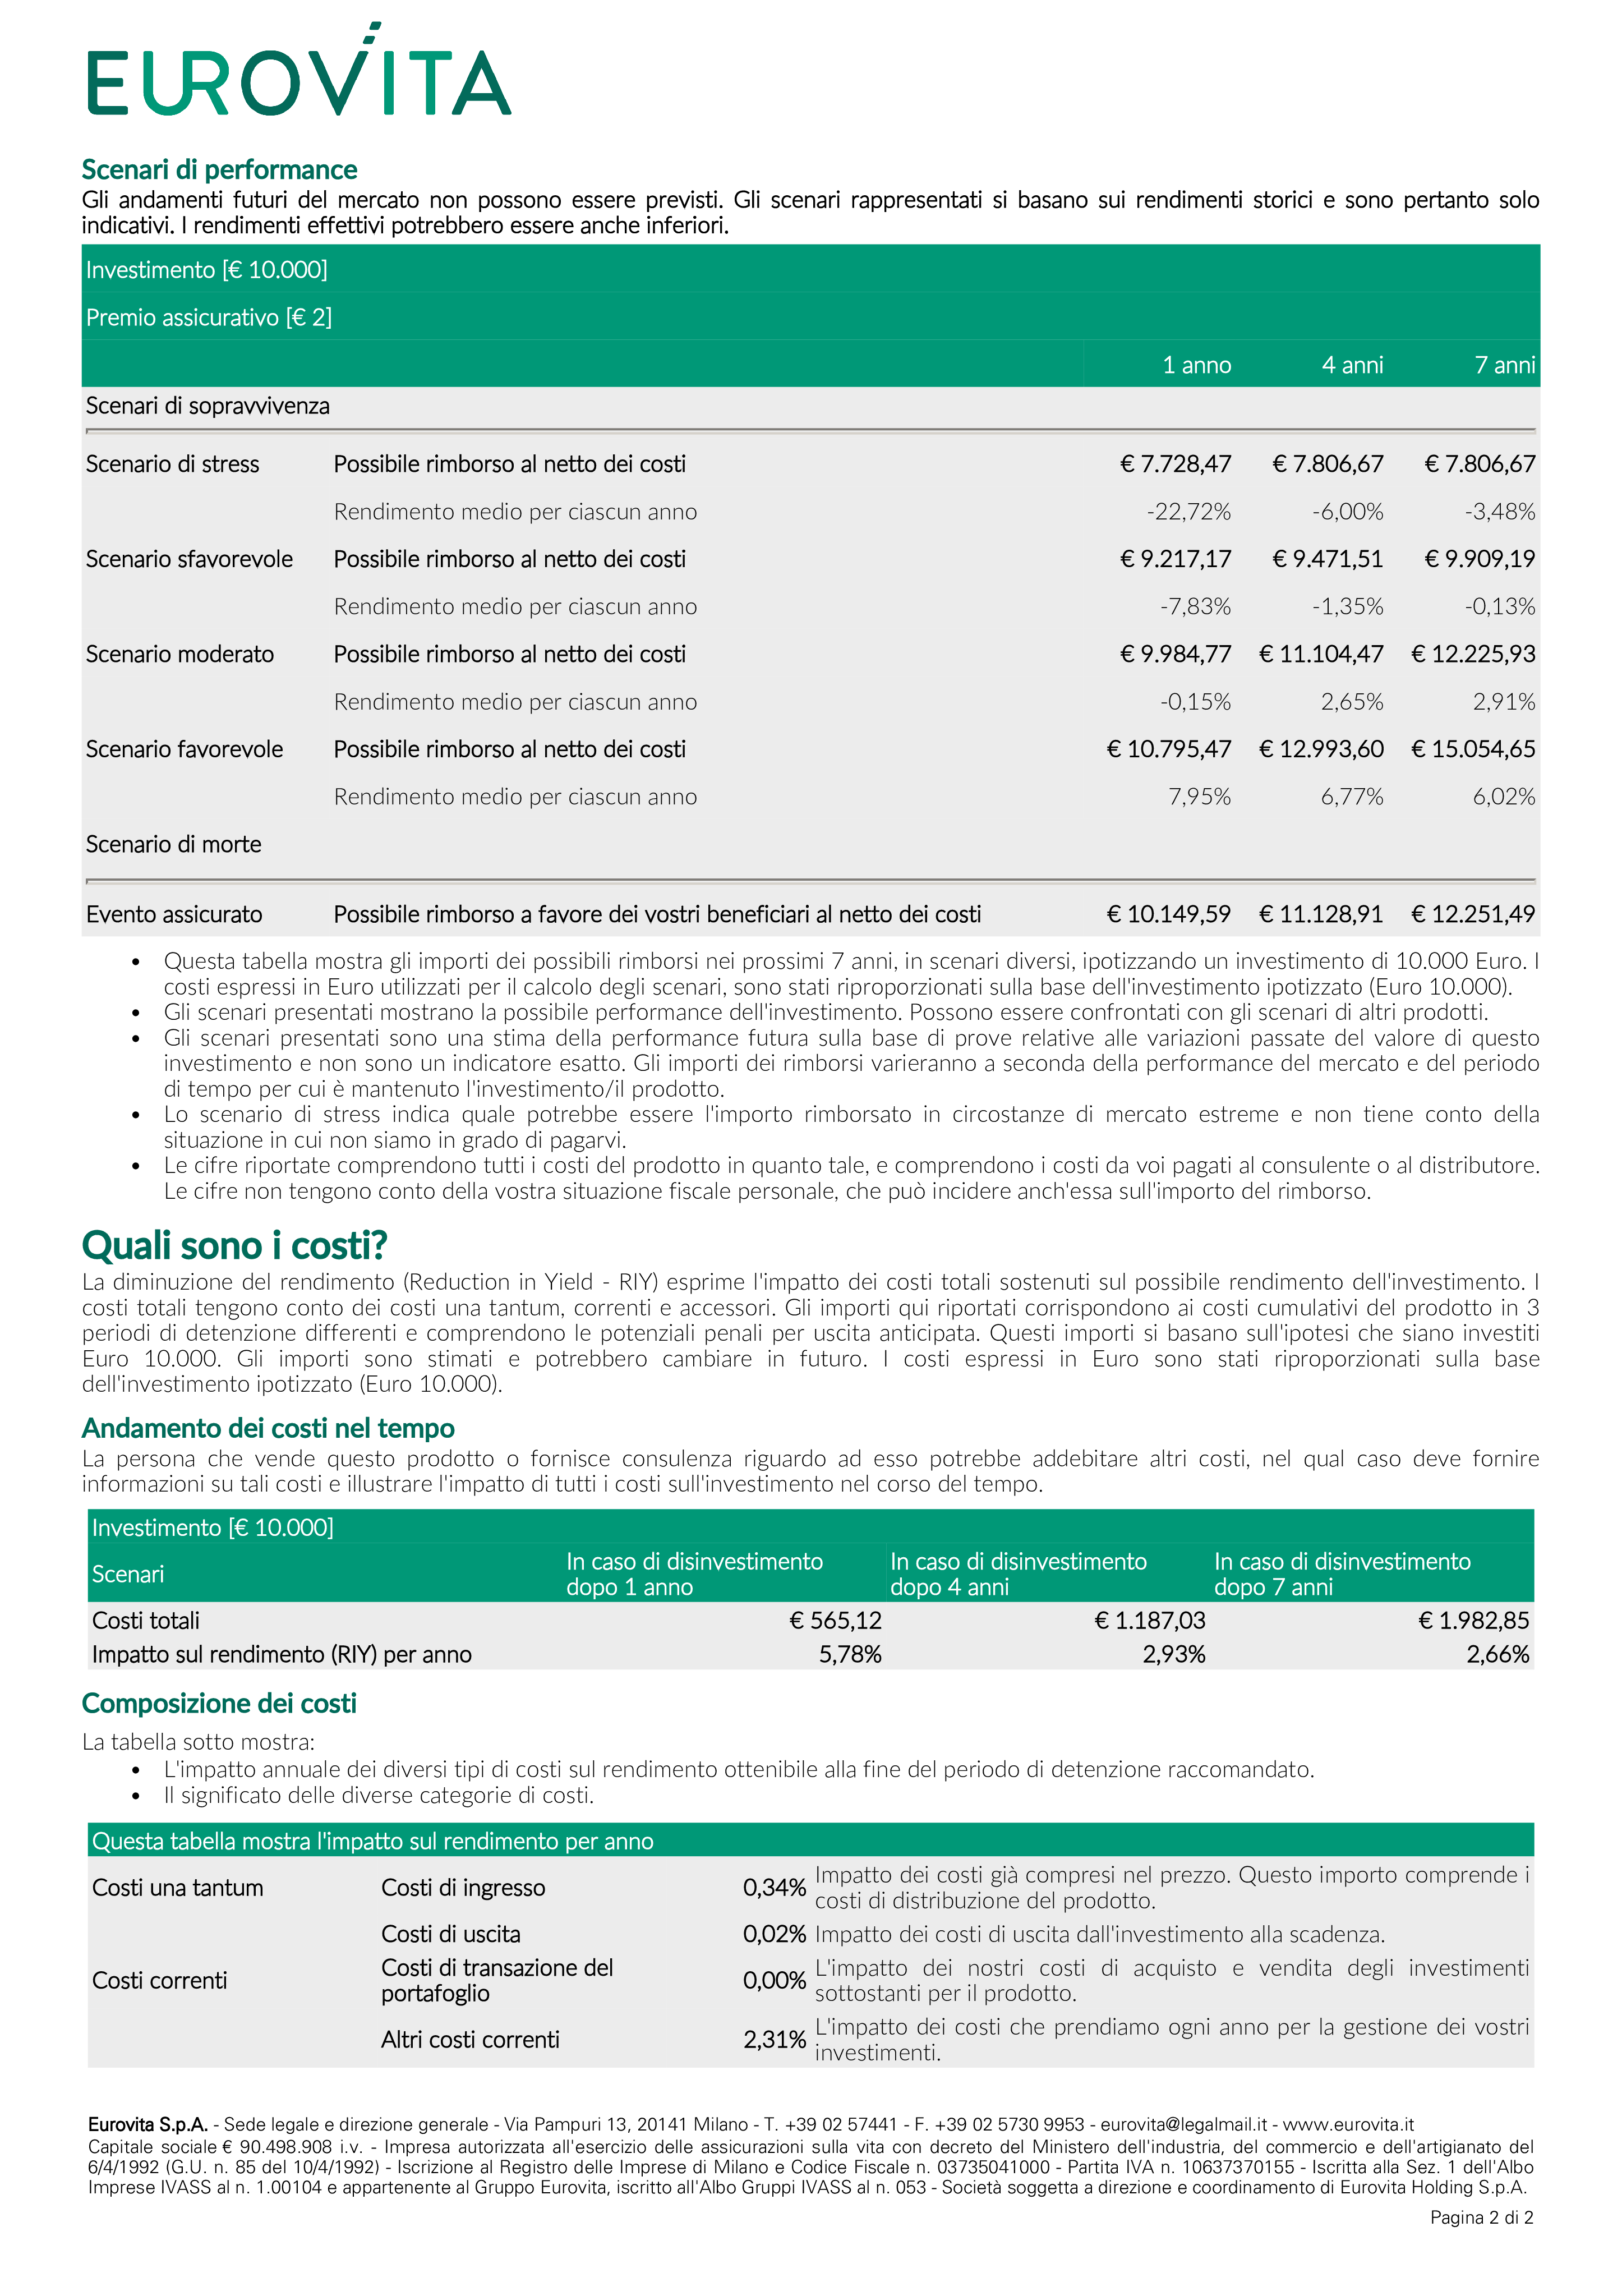 EUROVITA
Scenari di performance
Gli andamenti futuri del mercato non possono essere previsti. Gli scenari rappresentati si basano sui rendimenti storici e sono pertanto solo
indicativi. I rendimenti effettivi potrebbero essere anche inferiori.
Investimento [€ 10.000]
Premio assicurativo [€ 2]
1 anno 4 anni 7 anni
Scenari di sopravvivenza
Scenario di stress Possibile rimborso al netto dei costi € 7.728,47 € 7.806,67 € 7.806,67
Rendimento medio per ciascun anno -22,72% -6,00% -3,48%
Scenario sfavorevole Possibile rimborso al netto dei costi € 9.217,17 € 9.471,51 € 9.909,19
Rendimento medio per ciascun anno -7,83% -1,35% -0,13%
Scenario moderato Possibile rimborso al netto dei costi € 9.984,77 € 11.104,47 € 12.225,93
Rendimento medio per ciascun anno -0,15% 2,65% 2,91%
Scenario favorevole Possibile rimborso al netto dei costi € 10.795,47 € 12.993,60 € 15.054,65
Rendimento medio per ciascun anno 7,95% 6,77% 6,02%
Scenario di morte
Evento assicurato Possibile rimborso a favore dei vostri beneficiari al netto dei costi € 10.149,59 € 11.128,91 € 12.251,49
• Questa tabella mostra gli importi dei possibili rimborsi nei prossimi 7 anni, in scenari diversi, ipotizzando un investimento di 10.000 Euro. I
costi espressi in Euro utilizzati per il calcolo degli scenari, sono stati riproporzionati sulla base dell'investimento ipotizzato (Euro 10.000).
• Gli scenari presentati mostrano la possibile performance dell'investimento. Possono essere confrontati con gli scenari di altri prodotti.
• Gli scenari presentati sono una stima della performance futura sulla base di prove relative alle variazioni passate del valore di questo
investimento e non sono un indicatore esatto. Gli importi dei rimborsi varieranno a seconda della performance del mercato e del periodo
di tempo per cui è mantenuto l'investimento/il prodotto.
• Lo scenario di stress indica quale potrebbe essere l'importo rimborsato in circostanze di mercato estreme e non tiene conto della
situazione in cui non siamo in grado di pagarvi.
• Le cifre riportate comprendono tutti i costi del prodotto in quanto tale, e comprendono i costi da voi pagati al consulente o al distributore.
Le cifre non tengono conto della vostra situazione fiscale personale, che può incidere anch'essa sull'importo del rimborso.
Quali sono i costi?
La diminuzione del rendimento (Reduction in Yield - RIY) esprime l'impatto dei costi totali sostenuti sul possibile rendimento dell'investimento. I
costi totali tengono conto dei costi una tantum, correnti e accessori. Gli importi qui riportati corrispondono ai costi cumulativi del prodotto in 3
periodi di detenzione differenti e comprendono le potenziali penali per uscita anticipata. Questi importi si basano sull'ipotesi che siano investiti
Euro 10.000. Gli importi sono stimati e potrebbero cambiare in futuro. I costi espressi in Euro sono stati riproporzionati sulla base
dell'investimento ipotizzato (Euro 10.000).
Andamento dei costi nel tempo
La persona che vende questo prodotto o fornisce consulenza riguardo ad esso potrebbe addebitare altri costi, nel qual caso deve fornire
informazioni su tali costi e illustrare l'impatto di tutti i costi sull'investimento nel corso del tempo.
Investimento [€ 10.000]
Scenari In caso di disinvestimento dopo 1 anno In caso di disinvestimento dopo 4 anni In caso di disinvestimento dopo 7 anni
Costi totali € 565,12 € 1.187,03 € 1.982,85
Impatto sul rendimento (RIY) per anno 5,78% 2,93% 2,66%
Composizione dei costi
La tabella sotto mostra:
• L'impatto annuale dei diversi tipi di costi sul rendimento ottenibile alla fine del periodo di detenzione raccomandato.
• Il significato delle diverse categorie di costi.
Questa tabella mostra l'impatto sul rendimento per anno
Costi una tantum Costi di ingresso 0,34% Impatto dei costi già compresi nel prezzo. Questo importo comprende i
costi di distribuzione del prodotto.
Costi di uscita 0,02% Impatto dei costi di uscita dall'investimento alla scadenza.
Costi correnti Costi di transazione del portafoglio 0,00% L'impatto dei nostri costi di acquisto e vendita degli investimenti
sottostanti per il prodotto.
Altri costi correnti 2,31% L'impatto dei costi che prendiamo ogni anno per la gestione dei vostri
investimenti.
Eurovita S.p.A. - Sede legale e direzione generale - Via Pampuri 13, 20141 Milano - T. +39 02 57441 - F. +39 02 5730 9953 - eurovita@legalmail.it - www.eurovita.it
Capitale sociale € 90.498.908 i.v. - Impresa autorizzata all'esercizio delle assicurazioni sulla vita con decreto del Ministero dell'industria, del commercio e dell'artigianato del
6/4/1992 (G.U. n. 85 del 10/4/1992) - Iscrizione al Registro delle Imprese di Milano e Codice Fiscale n. 03735041000 - Partita IVA n. 10637370155 - Iscritta alla Sez. 1 dell'Albo
Imprese IVASS al n. 1.00104 e appartenente al Gruppo Eurovita, iscritto all'Albo Gruppi IVASS al n. 053 - Società soggetta a direzione e coordinamento di Eurovita Holding S.p.A.
Pagina 2 di 2